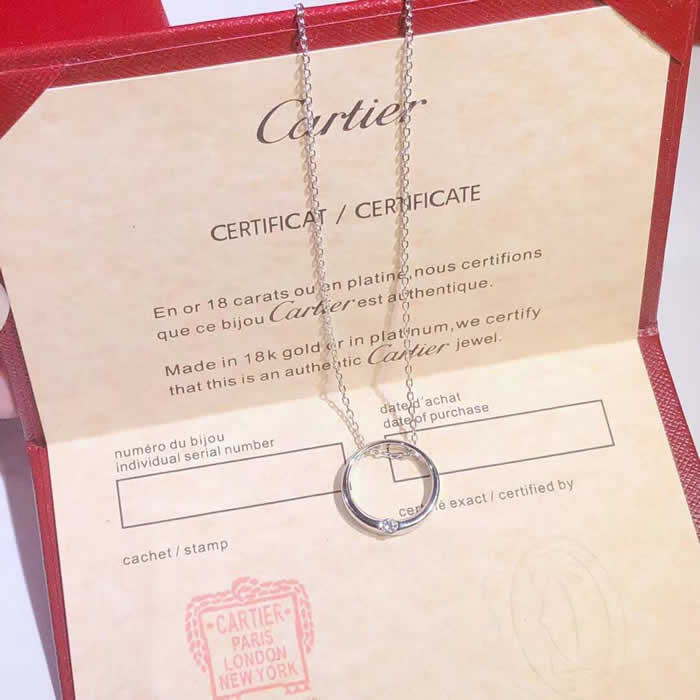 Cartier
CERTIFICAT / CERTIFICATE
En or 18 carats ou en platine, nous certifions
que ce bijou Cartier est authentique.
Made in 18k gold or in platinum, we certify
that this is an authentic Cartier jewel.
numéro du bijou
individual serial number
date d'achat
date of purchase
certifié exact / certified by
cachet / stamp
CARTIER
PARIS
LONDON
NEW YORK